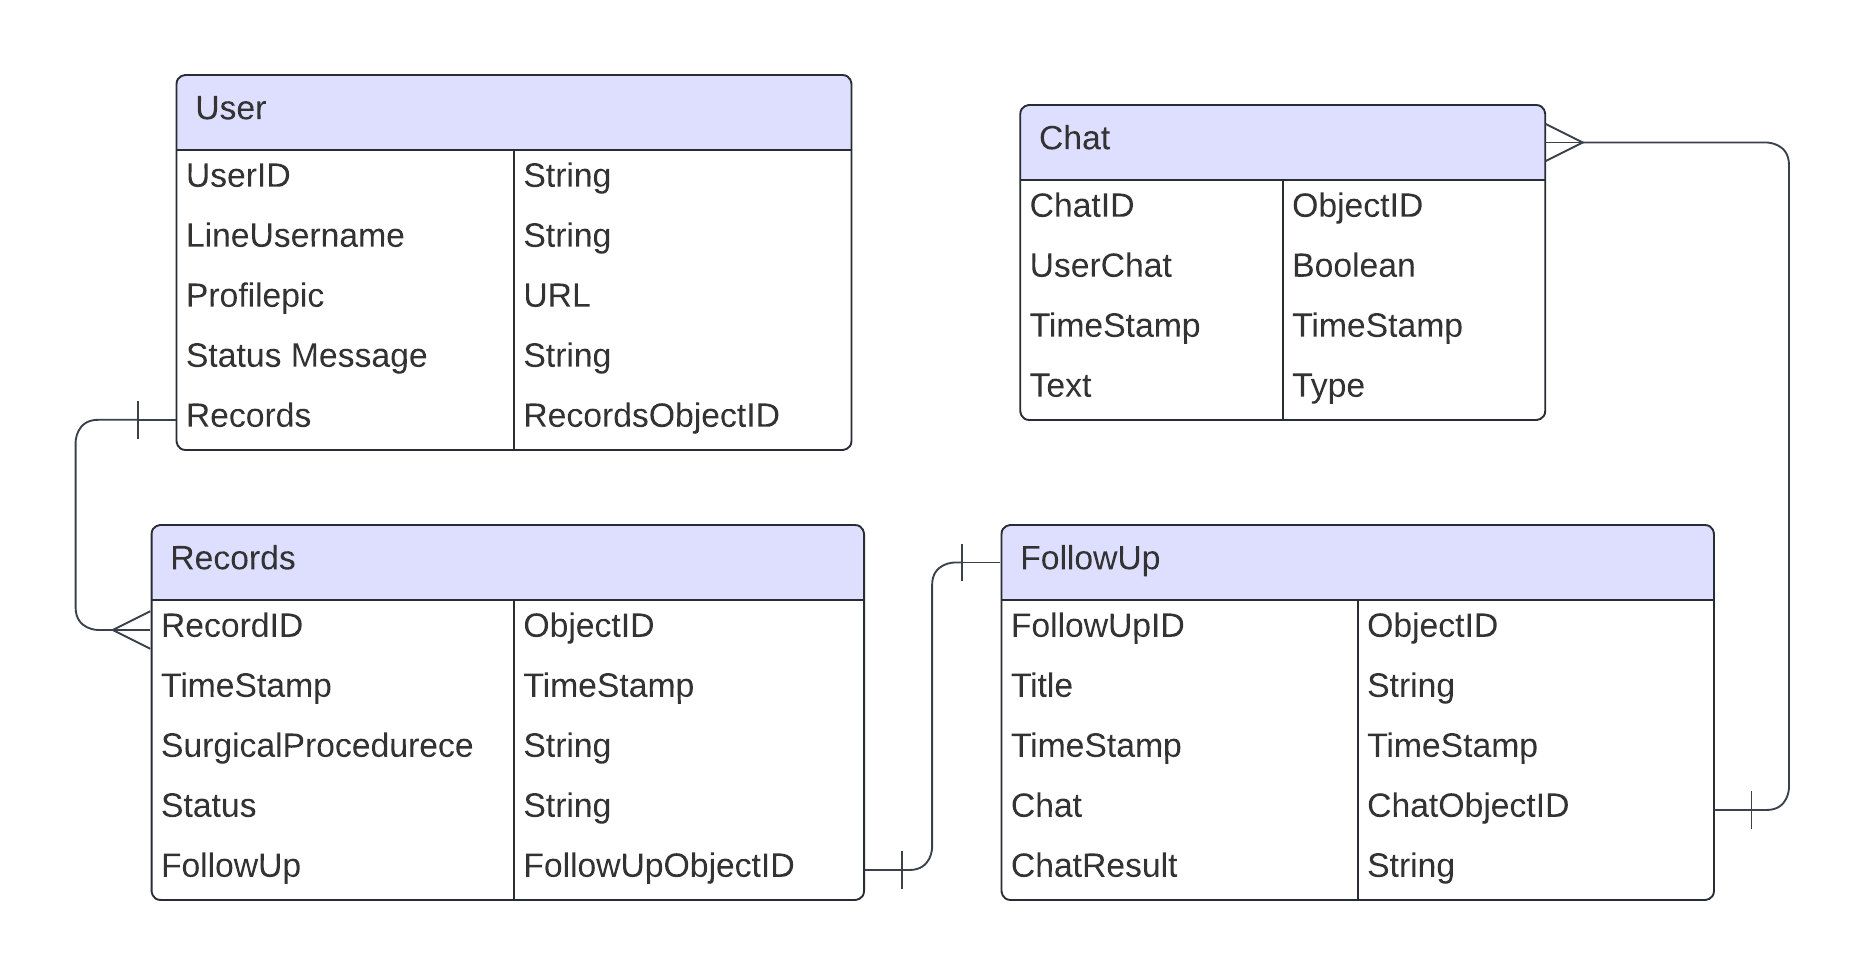 User
UserID String
LineUsername String
Profilepic URL
Status Message String
Records RecordsObjectID
Chat
ChatID ObjectID
UserChat Boolean
TimeStamp TimeStamp
Text Type
Records
RecordID ObjectID
TimeStamp TimeStamp
SurgicalProcedurece String
Status String
FollowUp FollowUpObjectID
FollowUp
FollowUpID ObjectID
Title String
TimeStamp TimeStamp
Chat ChatObjectID
ChatResult String